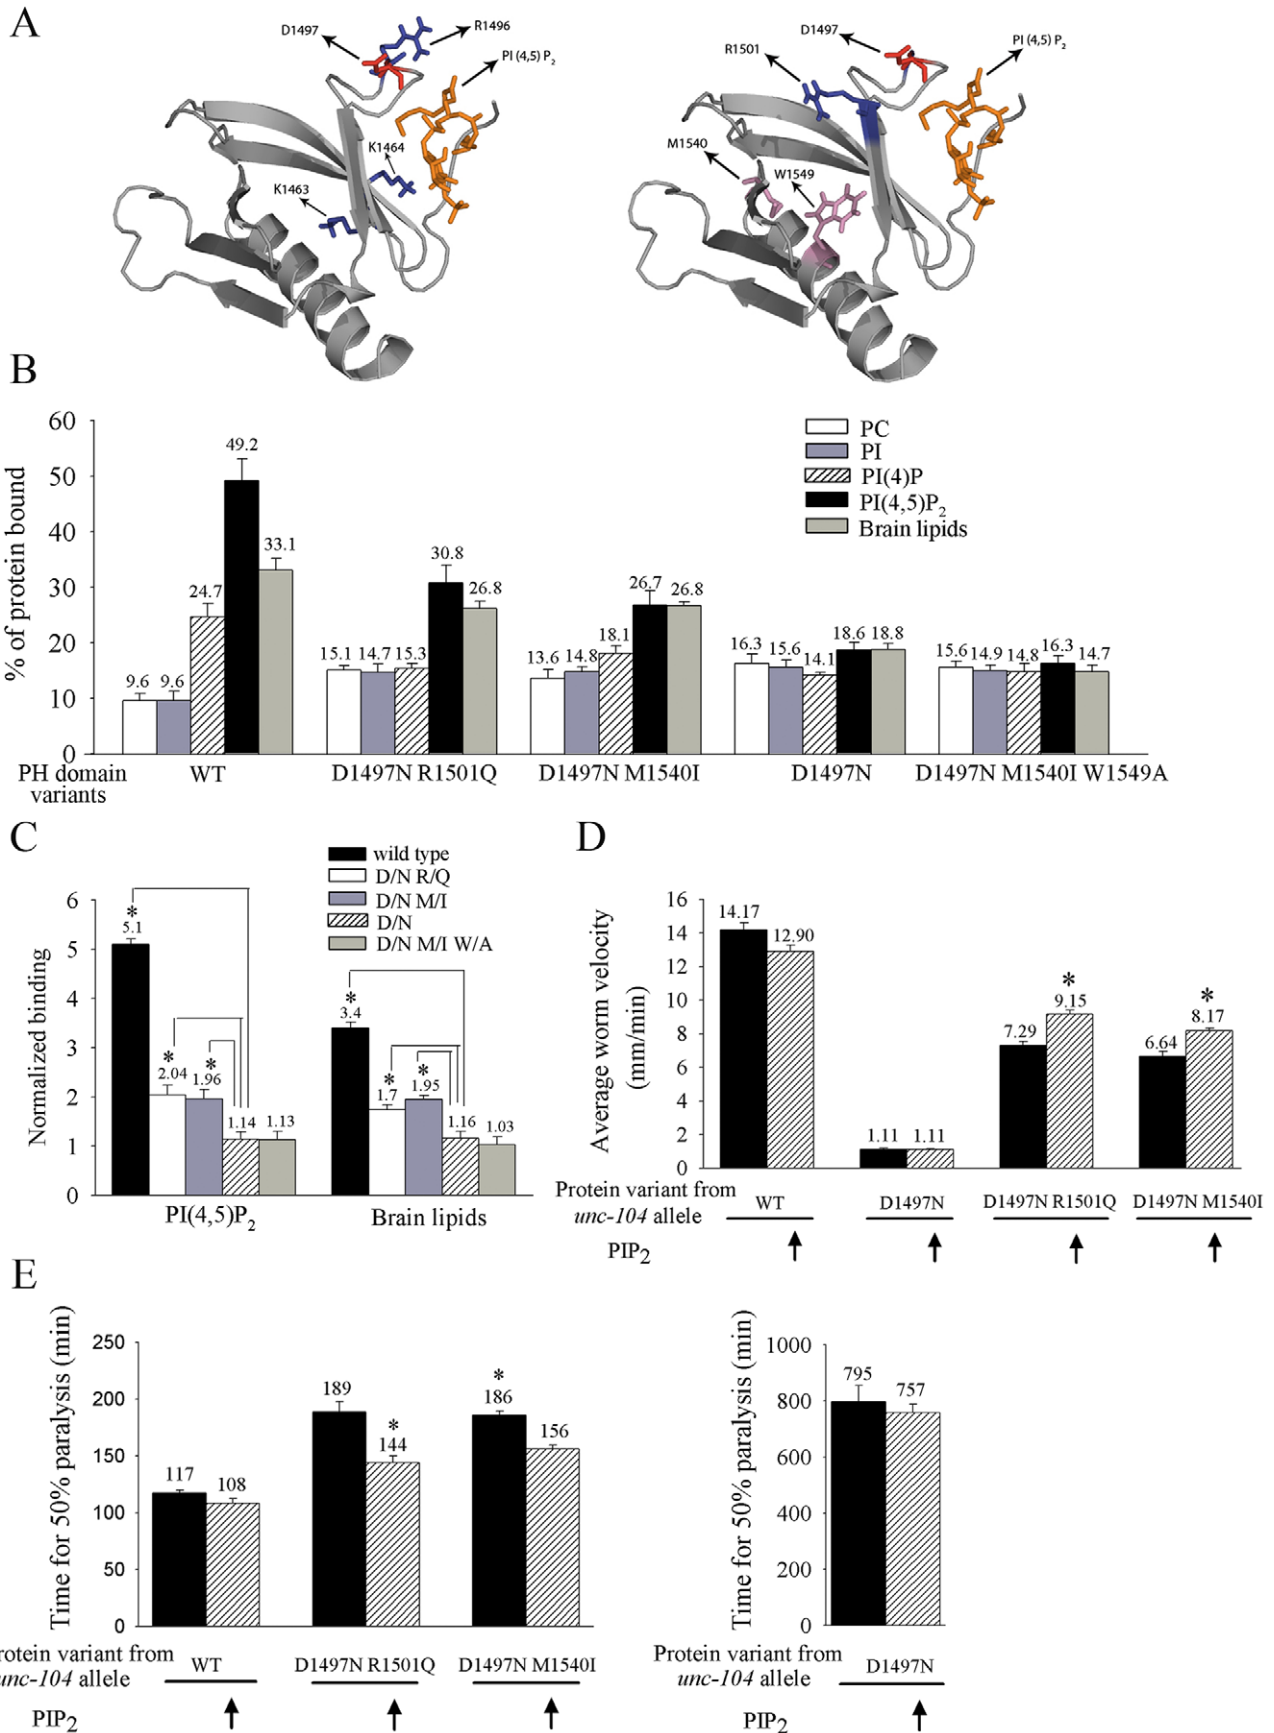 A
D1497
R1496
PI (4,5) P2
K1464
K1463
D1497
PI (4,5) P2
R1501
M1540
W1549
B
% of protein bound
60
50
40
30
20
10
0
PC
PI
PI(4)P
PI(4,5)P2
Brain lipids
9.6 9.6 24.7 49.2 33.1
15.1 14.7 15.3 30.8 26.8
13.6 14.8 18.1 26.7 26.8
16.3 15.6 14.1 18.6 18.8
15.6 14.9 14.8 16.3 14.7
PH domain variants
WT
D1497N R1501Q
D1497N M1540I
D1497N
D1497N M1540I W1549A
C
wild type
D/N R/Q
D/N M/I
D/N
D/N M/I W/A
Normalized binding
6
5
4
3
2
1
0
* 5.1
* 2.04
* 1.96
1.14
1.13
* 3.4
* 1.7
* 1.95
1.16
1.03
PI(4,5)P2
Brain lipids
D
Average worm velocity
(mm/min)
16
14
12
10
8
6
4
2
0
14.17
12.90
1.11
1.11
7.29
* 9.15
6.64
* 8.17
Protein variant from
unc-104 allele
WT
D1497N
D1497N R1501Q
D1497N M1540I
PIP2
E
Time for 50% paralysis (min)
250
200
150
100
50
0
117
108
189
* 144
* 186
156
rotein variant from
unc-104 allele
WT
D1497N R1501Q
D1497N M1540I
PIP2
Time for 50% paralysis (min)
1000
800
600
400
200
0
795
757
Protein variant from
unc-104 allele
D1497N
PIP2